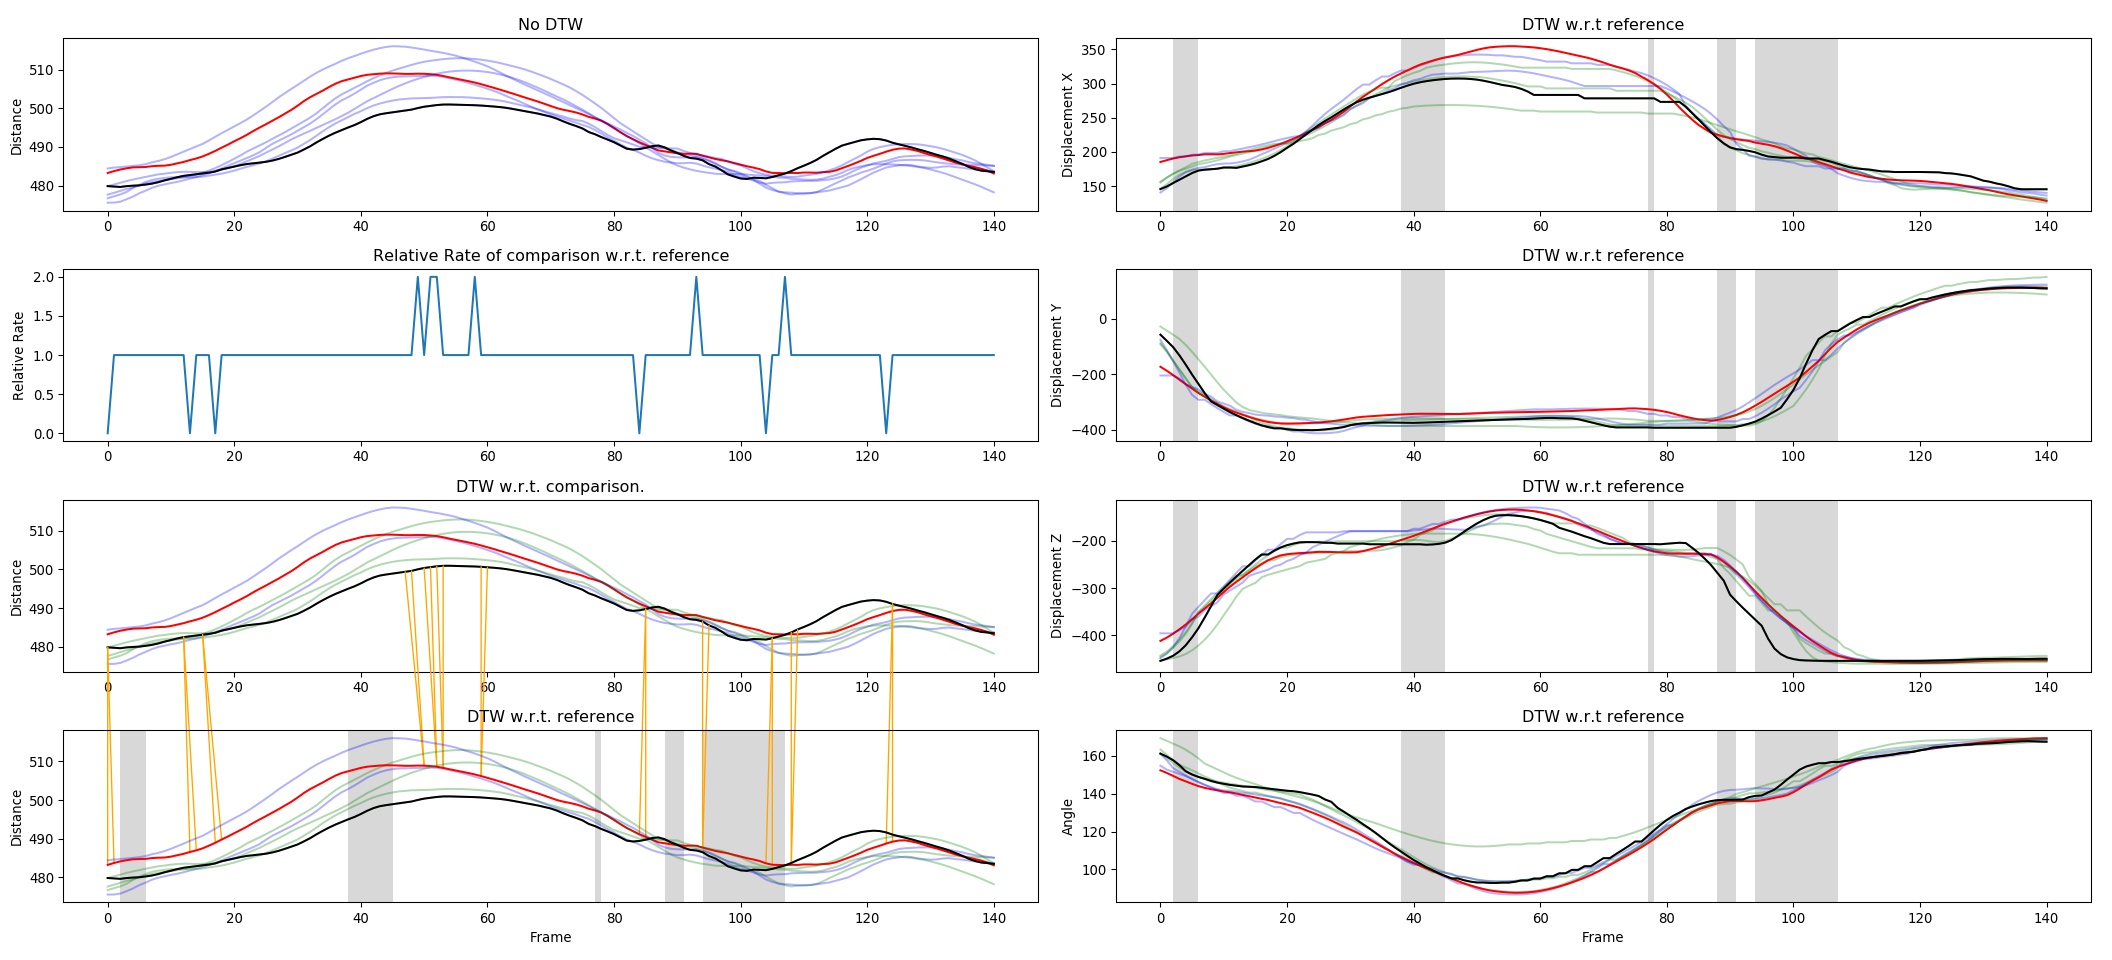 No DTW
Distance
510
500
490
480
0 20 40 60 80 100 120 140
Relative Rate of comparison w.r.t. reference
Relative Rate
2.0
1.5
1.0
0.5
0.0
0 20 40 60 80 100 120 140
DTW w.r.t. comparison.
Distance
510
500
490
480
0 20 40 60 80 100 120 140
DTW w.r.t. reference
Distance
510
500
490
480
0 20 40 60 80 100 120 140
Frame
DTW w.r.t reference
Displacement X
350
300
250
200
150
0 20 40 60 80 100 120 140
DTW w.r.t reference
Displacement Y
0
−200
−400
0 20 40 60 80 100 120 140
DTW w.r.t reference
Displacement Z
−200
−300
−400
0 20 40 60 80 100 120 140
DTW w.r.t reference
Angle
160
140
120
100
0 20 40 60 80 100 120 140
Frame